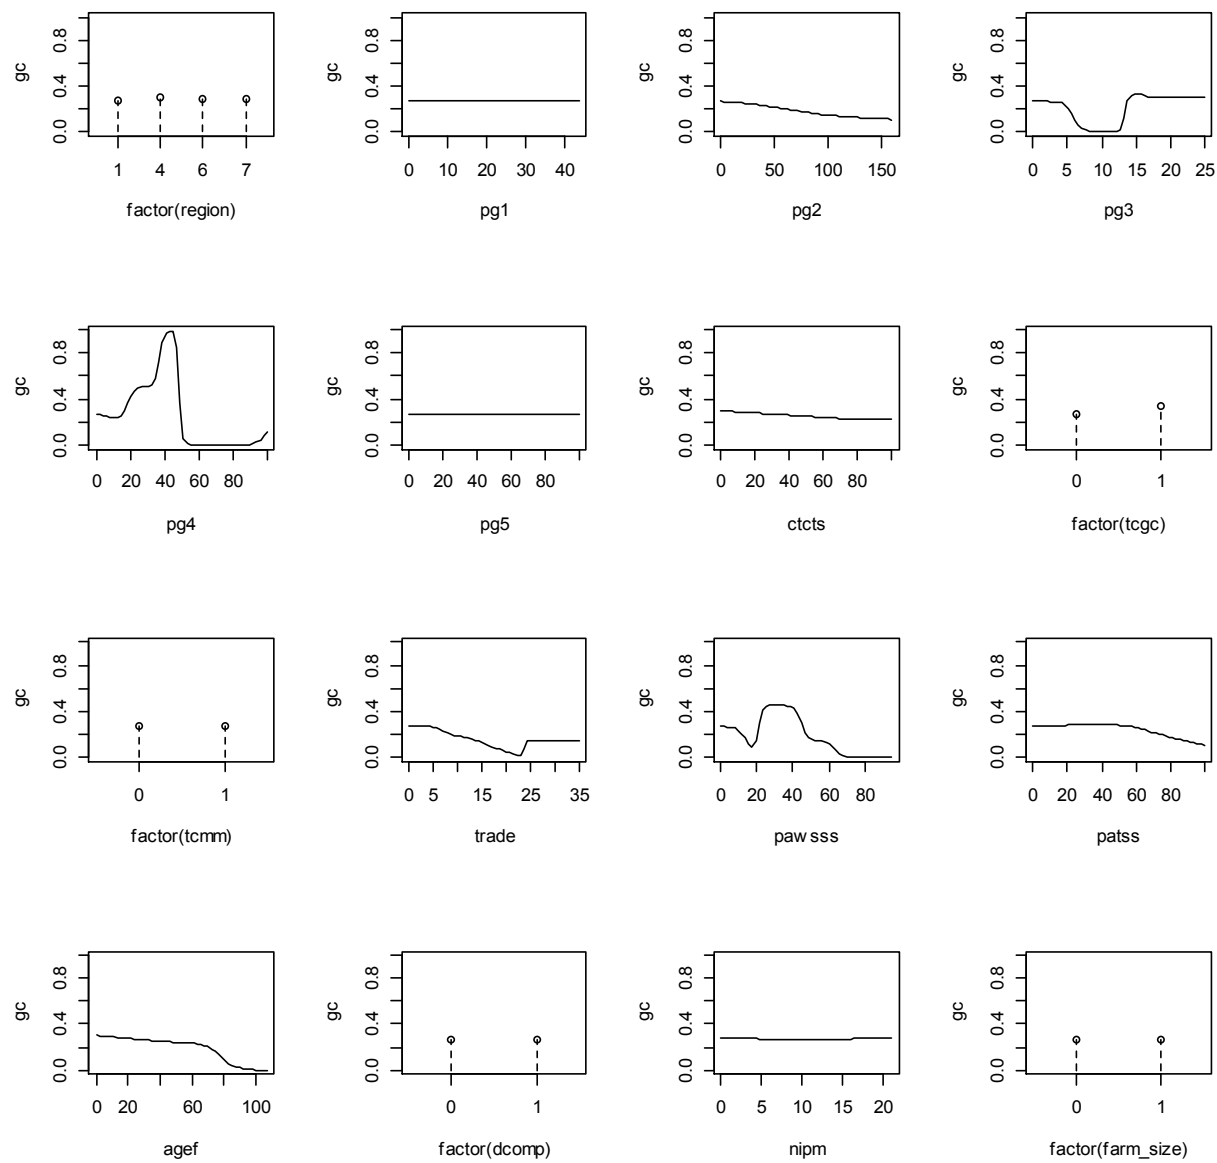 gc 0.0 0.4 0.8
1 4 6 7
factor(region)
gc 0.0 0.4 0.8
0 10 20 30 40
pg1
gc 0.0 0.4 0.8
0 50 100 150
pg2
gc 0.0 0.4 0.8
0 5 10 15 20 25
pg3
gc 0.0 0.4 0.8
0 20 40 60 80
pg4
gc 0.0 0.4 0.8
0 20 40 60 80
pg5
gc 0.0 0.4 0.8
0 20 40 60 80
ctcts
gc 0.0 0.4 0.8
0 1
factor(tcgc)
gc 0.0 0.4 0.8
0 1
factor(tcmm)
gc 0.0 0.4 0.8
0 5 15 25 35
trade
gc 0.0 0.4 0.8
0 20 40 60 80
paw sss
gc 0.0 0.4 0.8
0 20 40 60 80
patss
gc 0.0 0.4 0.8
0 20 60 100
agef
gc 0.0 0.4 0.8
0 1
factor(dcomp)
gc 0.0 0.4 0.8
0 5 10 15 20
nipm
gc 0.0 0.4 0.8
0 1
factor(farm_size)